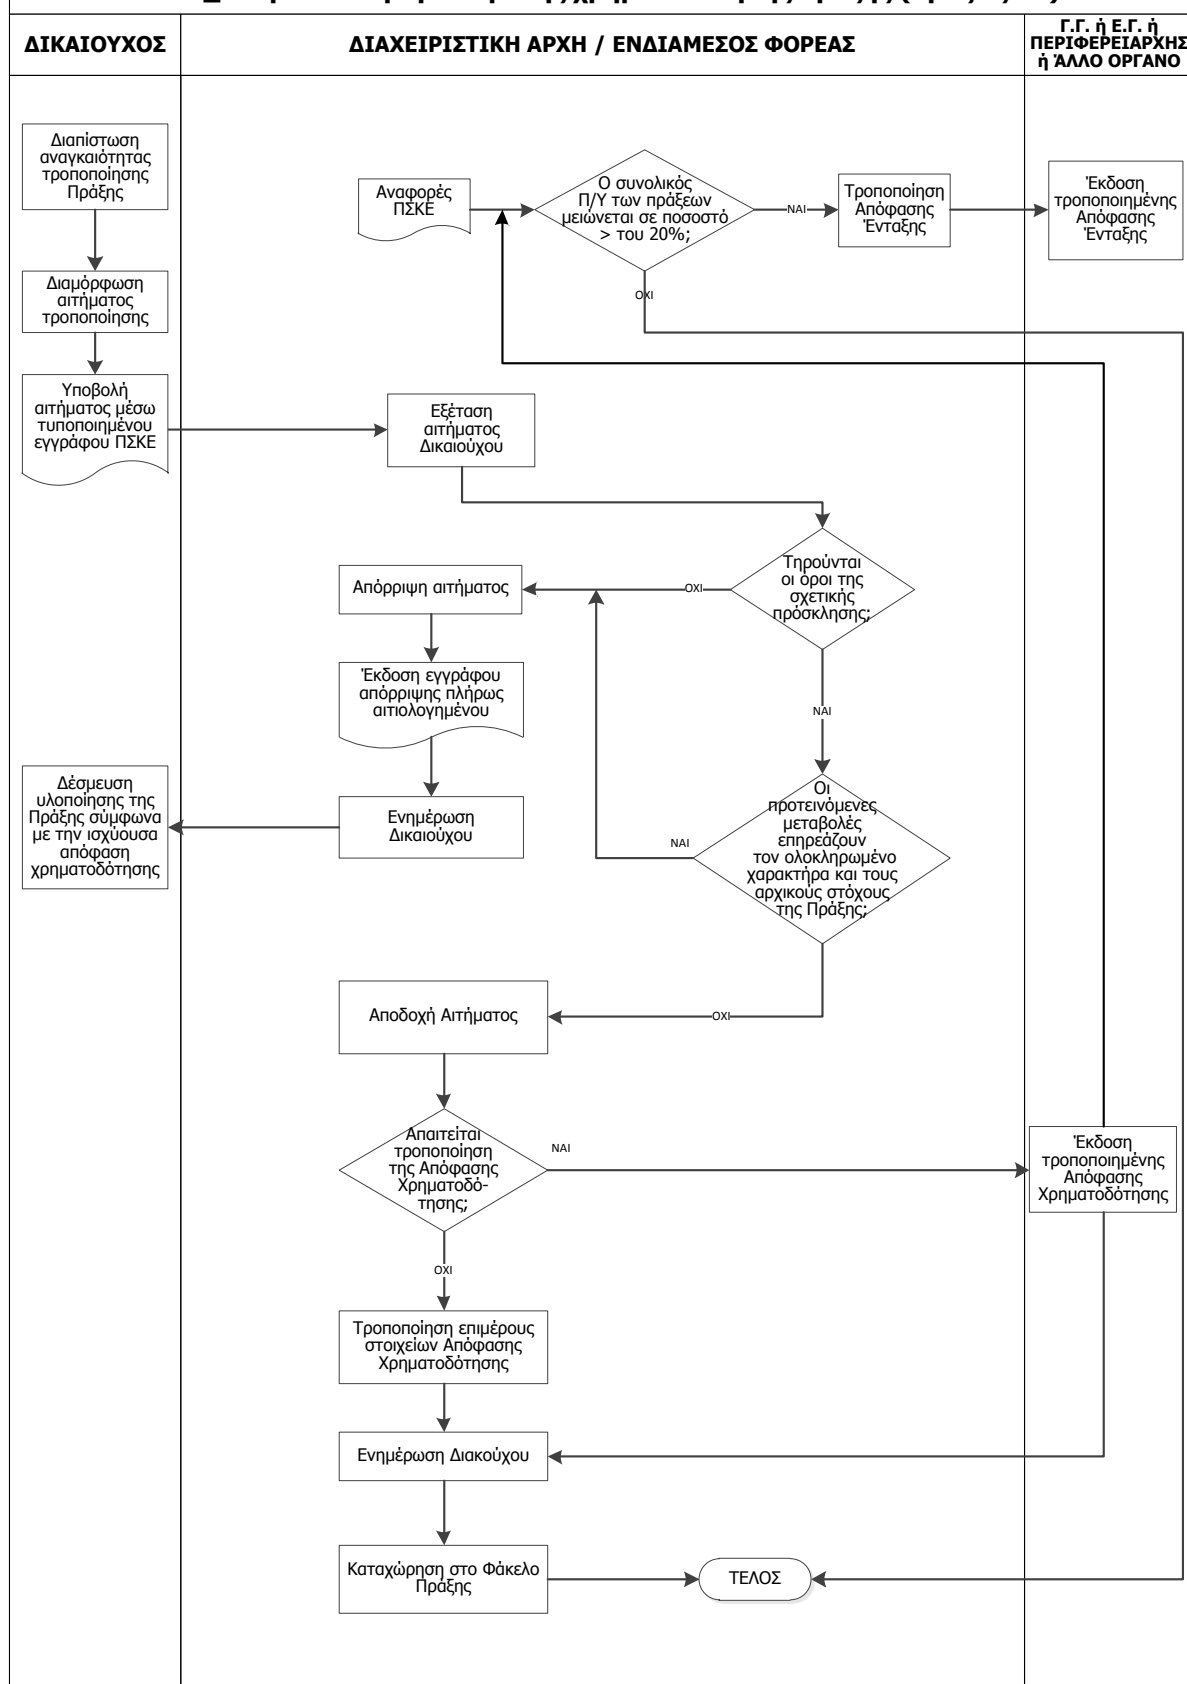 ΔΙΚΑΙΟΥΧΟΣ
ΔΙΑΧΕΙΡΙΣΤΙΚΗ ΑΡΧΗ / ΕΝΔΙΑΜΕΣΟΣ ΦΟΡΕΑΣ
Γ.Γ. ή Ε.Γ. ή
ΠΕΡΙΦΕΡΕΙΑΡΧΗΣ
ή ΆΛΛΟ ΟΡΓΑΝΟ
Διαπίστωση
αναγκαιότητας
τροποποίησης
Πράξης
Αναφορές
ΠΣΚΕ
Ο συνολικός
Π/Υ των πράξεων
μειώνεται σε ποσοστό
> του 20%;
ΝΑΙ
Τροποποίηση
Απόφασης
Ένταξης
Έκδοση
τροποποιημένης
Απόφασης
Ένταξης
Διαμόρφωση
αιτήματος
τροποποίησης
ΟΧΙ
Υποβολή
αιτήματος μέσω
τυποποιημένου
εγγράφου ΠΣΚΕ
Εξέταση
αιτήματος
Δικαιούχου
Τηρούνται
οι όροι της
σχετικής
πρόσκλησης;
ΟΧΙ
Απόρριψη αιτήματος
Έκδοση εγγράφου
απόρριψης πλήρως
αιτιολογημένου
ΝΑΙ
Δέσμευση
υλοποίησης της
Πράξης σύμφωνα
με την ισχύουσα
απόφαση
χρηματοδότησης
Ενημέρωση
Δικαιούχου
ΝΑΙ
Οι
προτεινόμενες
μεταβολές
επηρεάζουν
τον ολοκληρωμένο
χαρακτήρα και τους
αρχικούς στόχους
της Πράξης;
Αποδοχή Αιτήματος
ΟΧΙ
Απαιτείται
τροποποίηση
της Απόφασης
Χρηματοδό-
τησης;
ΝΑΙ
Έκδοση
τροποποιημένης
Απόφασης
Χρηματοδότησης
ΟΧΙ
Τροποποίηση επιμέρους
στοιχείων Απόφασης
Χρηματοδότησης
Ενημέρωση Διακούχου
Καταχώρηση στο Φάκελο
Πράξης
ΤΕΛΟΣ